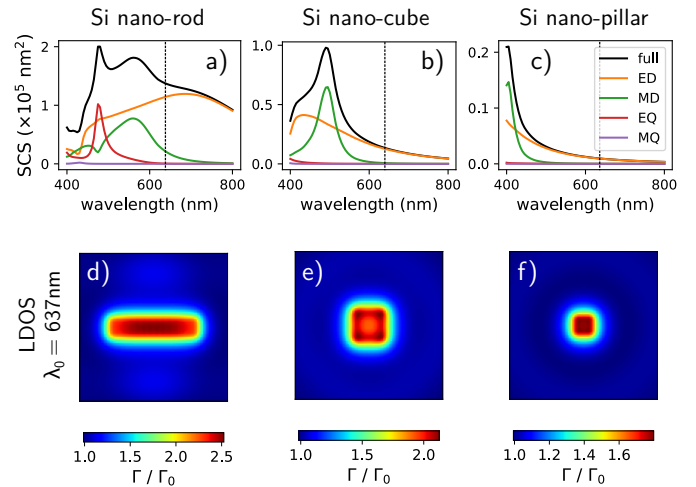 Si nano-rod
Si nano-cube
Si nano-pillar
SCS (×10⁵ nm²)
2
1
0
a)
400 600 800
wavelength (nm)
1.0
0.5
0.0
b)
400 600 800
wavelength (nm)
0.2
0.1
0.0
c)
full
ED
MD
EQ
MQ
400 600 800
wavelength (nm)
LDOS
λ₀ = 637nm
d)
e)
f)
1.0 1.5 2.0 2.5
Γ / Γ₀
1.0 1.5 2.0
Γ / Γ₀
1.0 1.2 1.4 1.6
Γ / Γ₀